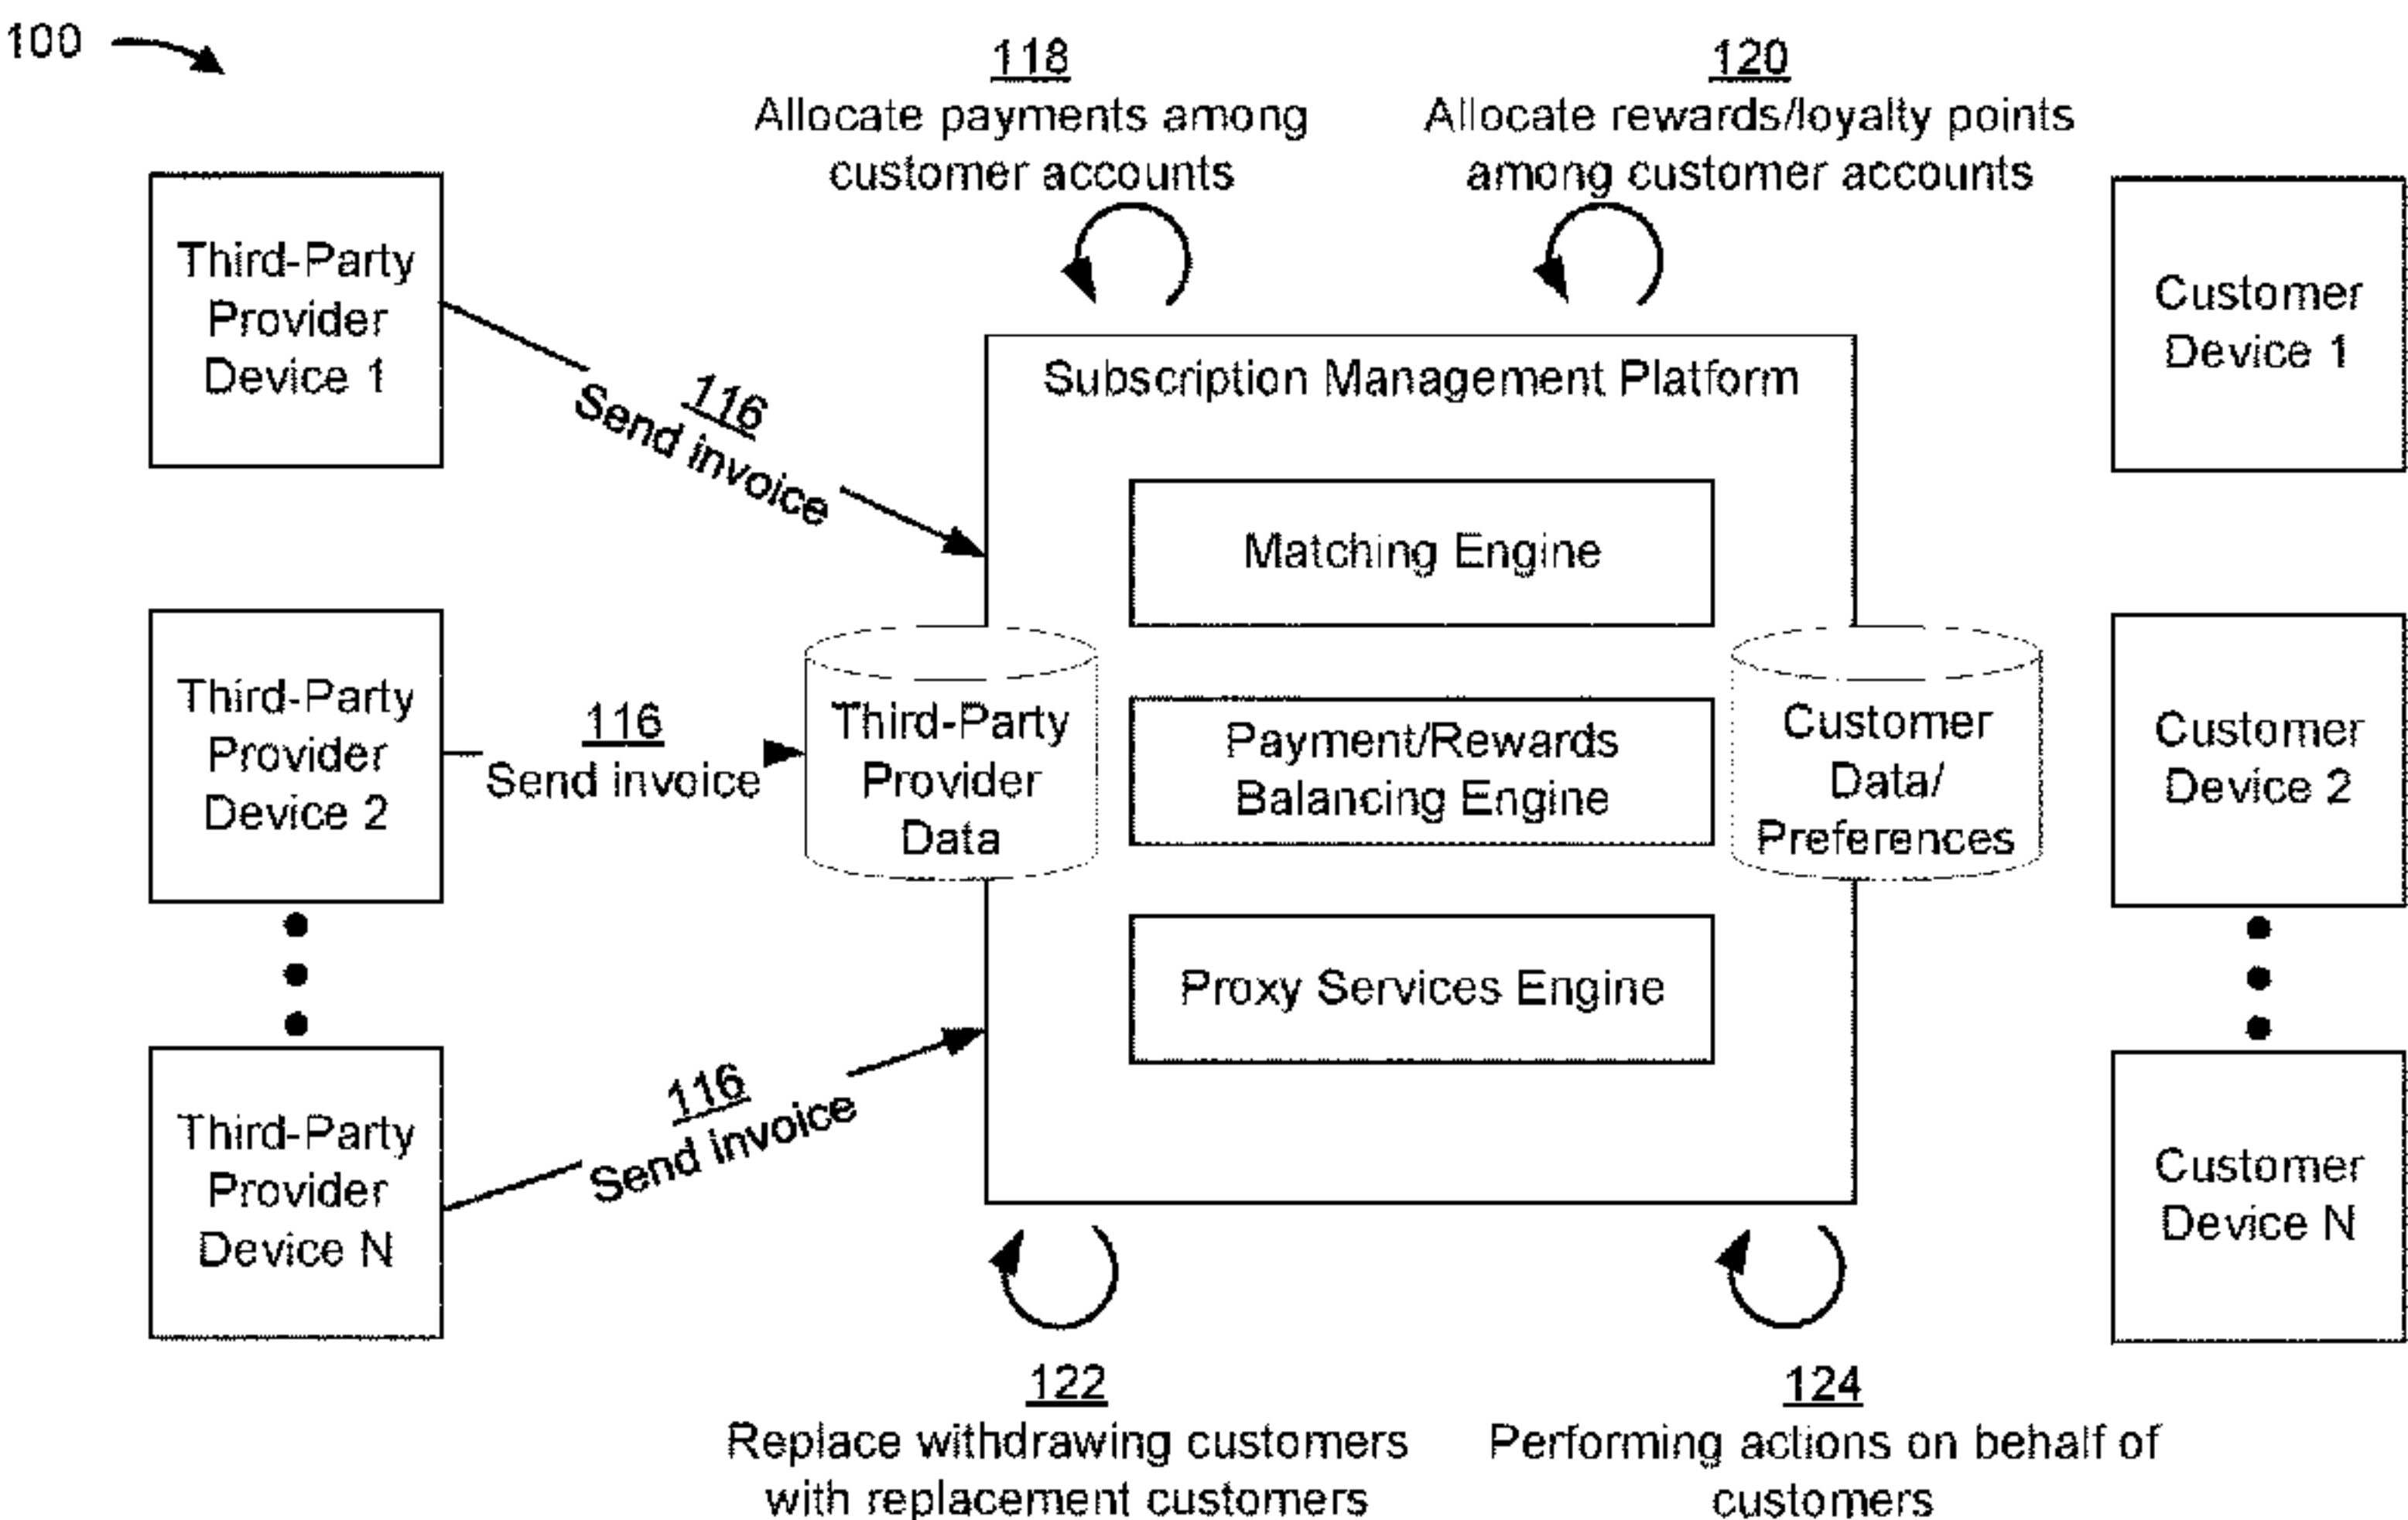 100
118
Allocate payments among
customer accounts
120
Allocate rewards/loyalty points
among customer accounts
Third-Party
Provider
Device 1
116
Send invoice
Subscription Management Platform
Customer
Device 1
Matching Engine
Third-Party
Provider
Device 2
116
Send invoice
Third-Party
Provider
Data
Payment/Rewards
Balancing Engine
Customer
Data/
Preferences
Customer
Device 2
Proxy Services Engine
Third-Party
Provider
Device N
116
Send invoice
Customer
Device N
122
Replace withdrawing customers
with replacement customers
124
Performing actions on behalf of
customers